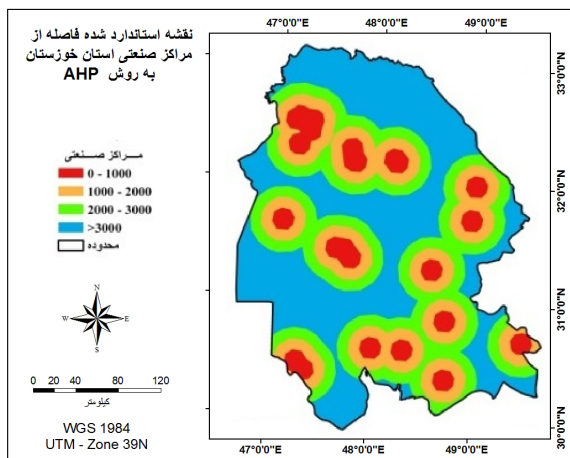 نقشه استاندارد شده فاصله از
مراکز صنعتی استان خوزستان
به روش AHP
مـــراکز صــنعتی
0 - 1000
1000 - 2000
2000 - 3000
>3000
محدوده
N
W E
S
0 20 40 80 120
کیلومتر
WGS 1984
UTM - Zone 39N
47°0'0"E 48°0'0"E 49°0'0"E
33°0'0"N
32°0'0"N
31°0'0"N
30°0'0"N
47°0'0"E 48°0'0"E 49°0'0"E